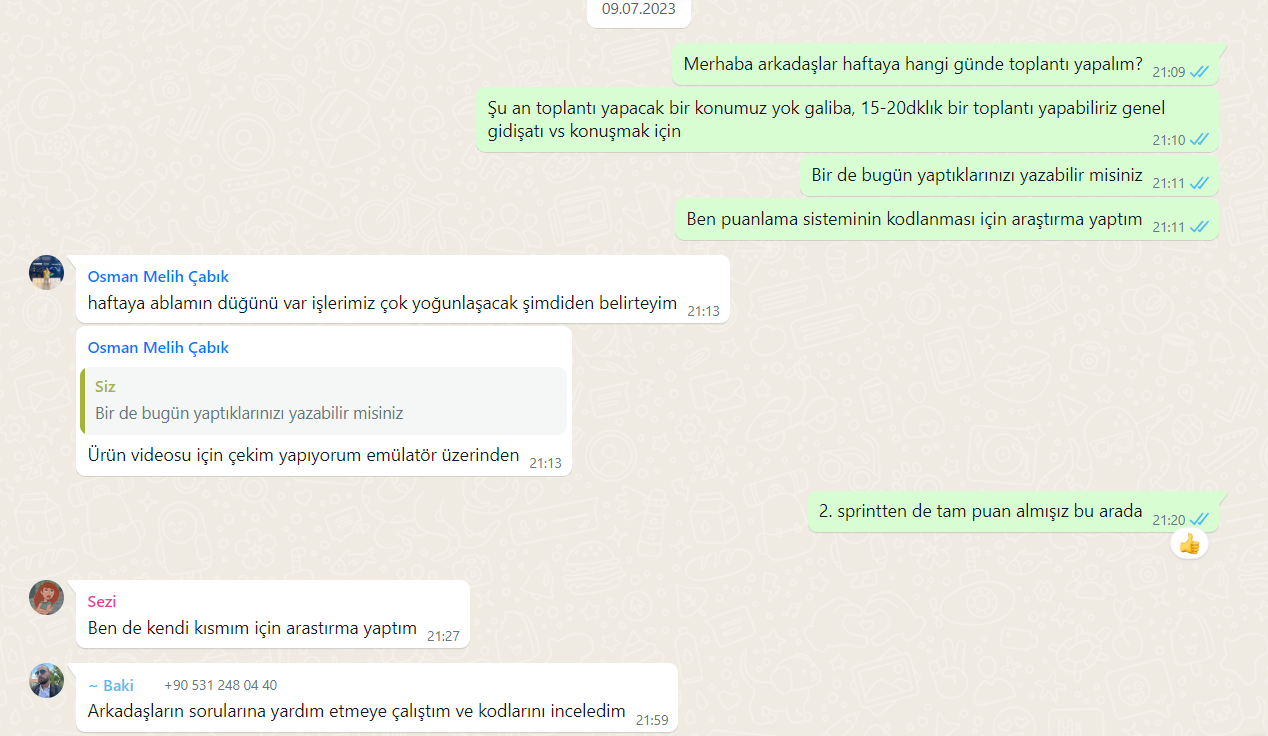 09.07.2023
Merhaba arkadaşlar haftaya hangi günde toplantı yapalım? 21:09
Şu an toplantı yapacak bir konumuz yok galiba, 15-20dklık bir toplantı yapabiliriz genel
gidişatı vs konuşmak için
21:10
Bir de bugün yaptıklarınızı yazabilir misiniz 21:11
Ben puanlama sisteminin kodlanması için araştırma yaptım 21:11
Osman Melih Çabık
haftaya ablamın düğünü var işlerimiz çok yoğunlaşacak şimdiden belirteyim 21:13
Osman Melih Çabık
Siz
Bir de bugün yaptıklarınızı yazabilir misiniz
Ürün videosu için çekim yapıyorum emülatör üzerinden 21:13
2. sprintten de tam puan almışız bu arada 21:20
Sezi
Ben de kendi kısmım için arastırma yaptım 21:27
~ Baki +90 531 248 04 40
Arkadaşların sorularına yardım etmeye çalıştım ve kodlarını inceledim 21:59